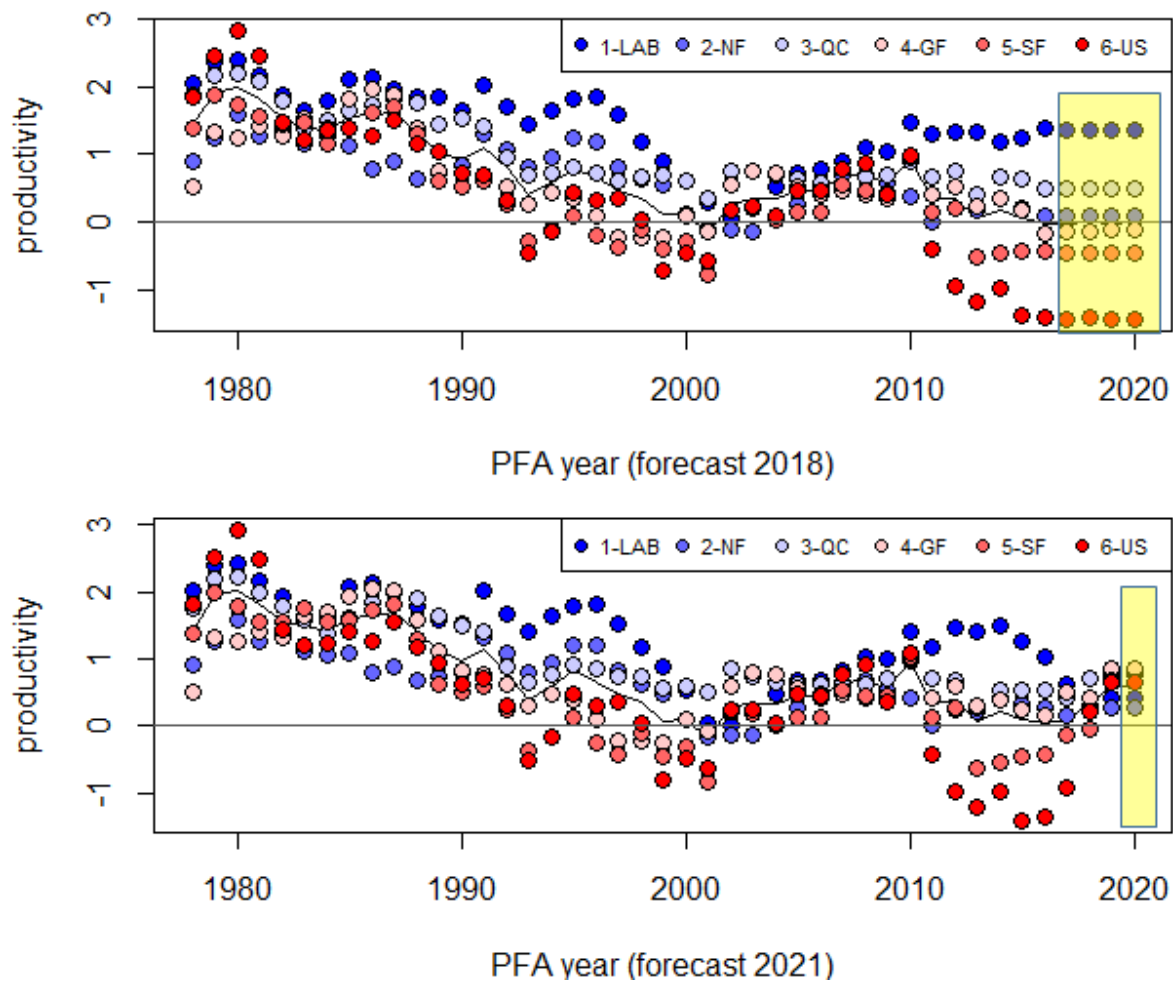 3
2
1
0
-1
productivity
1-LAB 2-NF 3-QC 4-GF 5-SF 6-US
1980 1990 2000 2010 2020
PFA year (forecast 2018)
3
2
1
0
-1
productivity
1-LAB 2-NF 3-QC 4-GF 5-SF 6-US
1980 1990 2000 2010 2020
PFA year (forecast 2021)